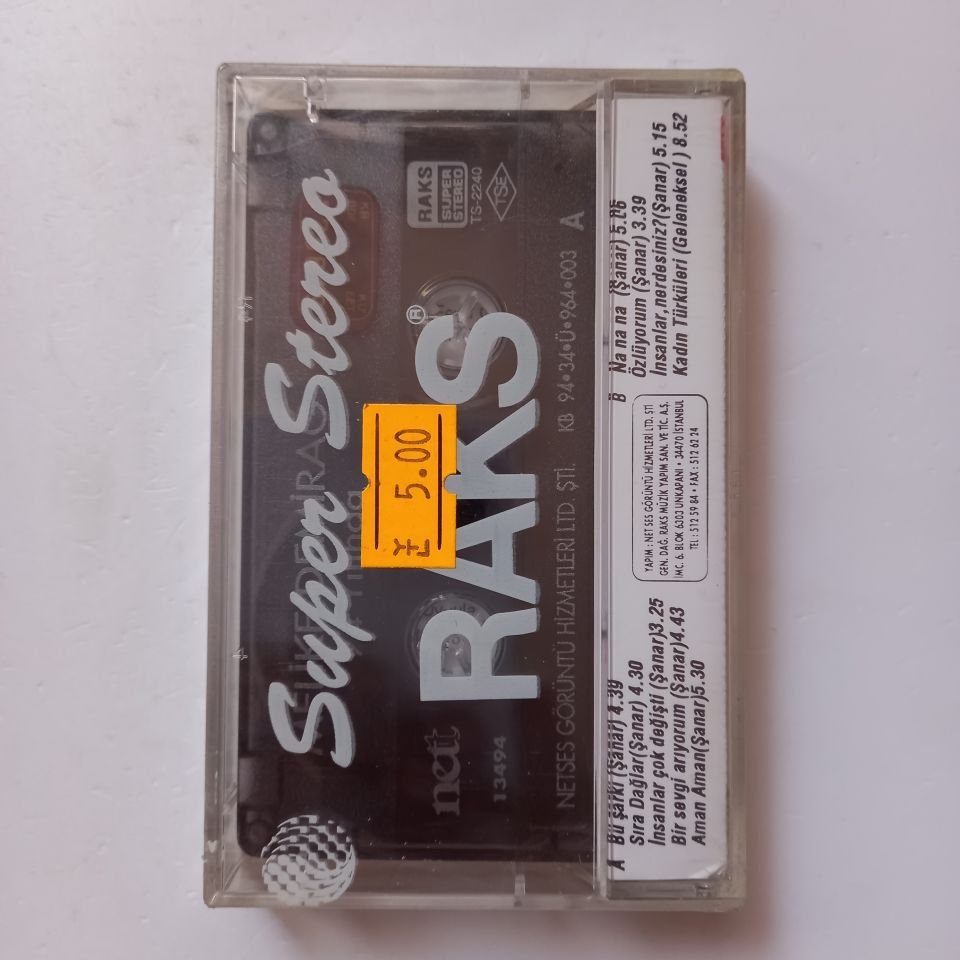 Super Stereo
RAKS®
RAKS
SUPER
STEREO
TS-2240
TSE
A
5.00
nett
13494
NETSES GÖRÜNTÜ HİZMETLERİ LTD. ŞTİ. KB 94•34•Ü•964•003
A Bu şarkı (Şanar) 4.39
Sıra Dağlar(Şanar) 4.30
İnsanlar çok değişti (Şanar)3.25
Bir sevgi arıyorum (Şanar)4.43
Aman Aman(Şanar)5.30
YAPIM : NET SES GÖRÜNTÜ HİZMETLERİ LTD. ŞTİ
GEN. DAĞ. RAKS MÜZİK YAPIM SAN. VE TİC. A.Ş.
İMC. 6. BLOK 6303 UNKAPANI • 34470 İSTANBUL
TEL : 512 59 84 • FAX : 512 62 24
B Na na na (Şanar) 5.06
Özlüyorum (Şanar) 3.39
İnsanlar,nerdesiniz?(Şanar) 5.15
Kadın Türküleri (Geleneksel ) 8.52